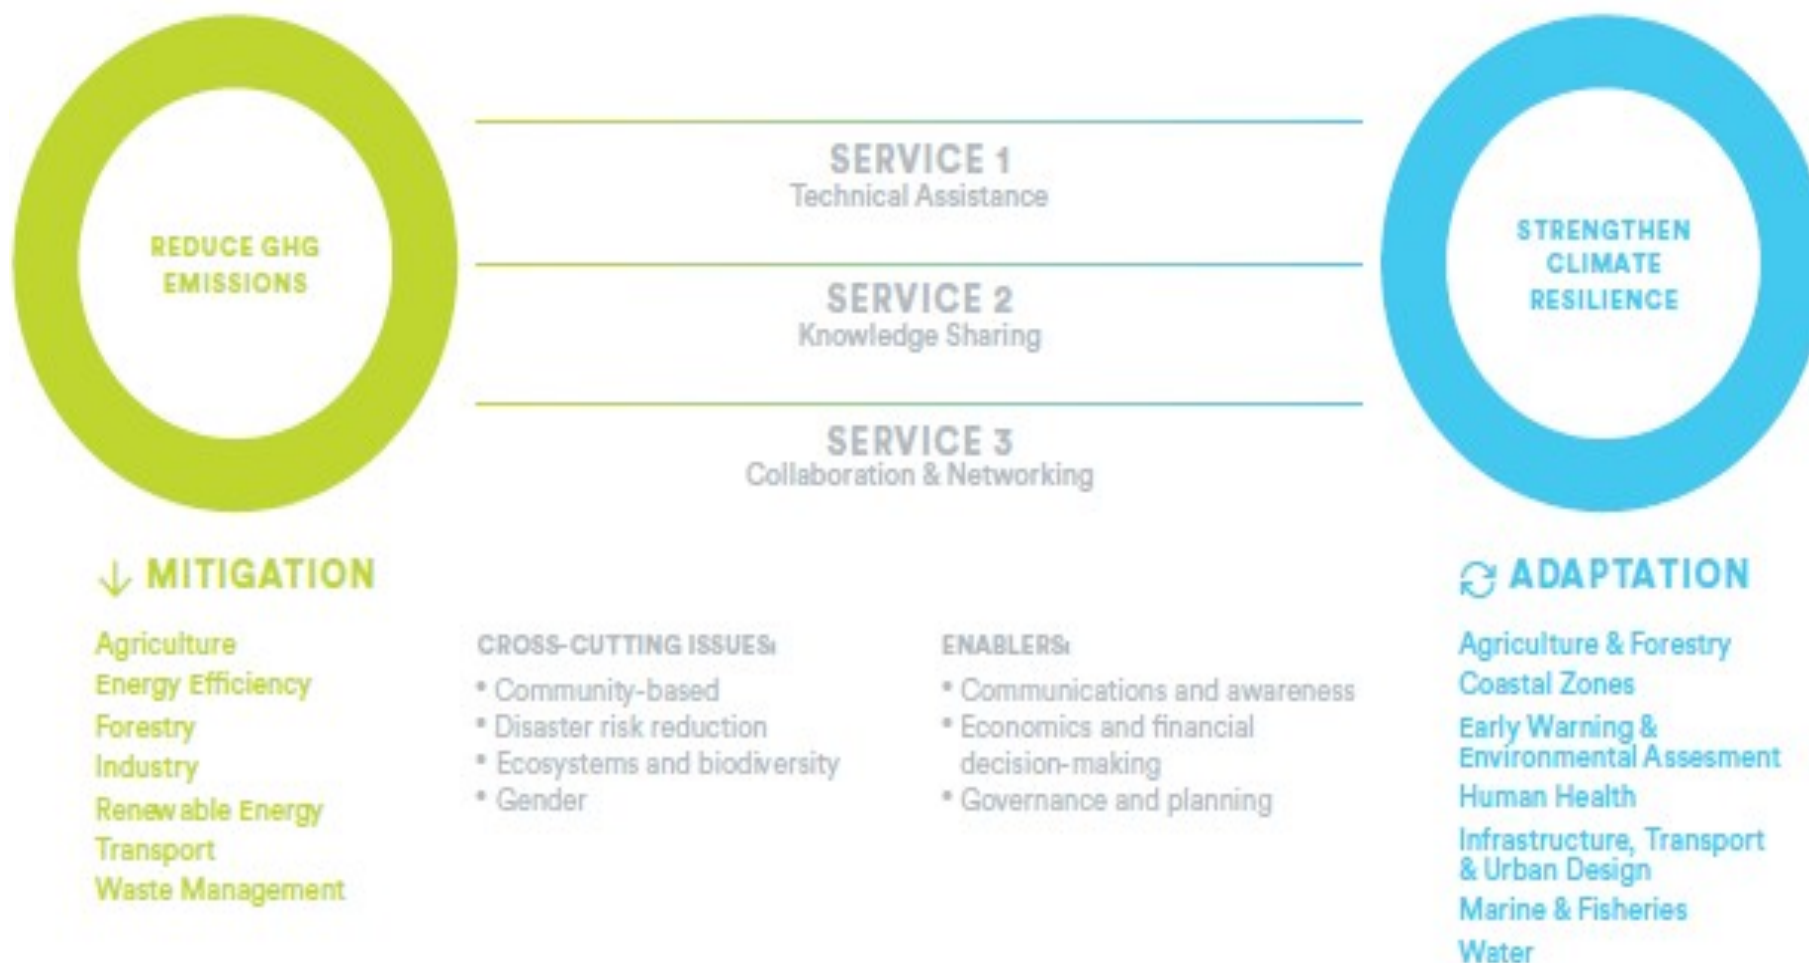 REDUCE GHG
EMISSIONS
SERVICE 1
Technical Assistance
SERVICE 2
Knowledge Sharing
SERVICE 3
Collaboration & Networking
STRENGTHEN
CLIMATE
RESILIENCE
MITIGATION
Agriculture
Energy Efficiency
Forestry
Industry
Renewable Energy
Transport
Waste Management
CROSS-CUTTING ISSUES:
• Community-based
• Disaster risk reduction
• Ecosystems and biodiversity
• Gender
ENABLERS:
• Communications and awareness
• Economics and financial
decision-making
• Governance and planning
ADAPTATION
Agriculture & Forestry
Coastal Zones
Early Warning &
Environmental Assesment
Human Health
Infrastructure, Transport
& Urban Design
Marine & Fisheries
Water